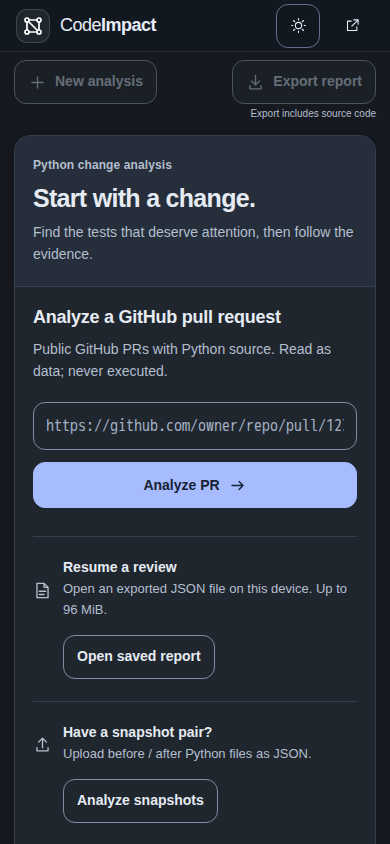 CodeImpact
New analysis
Export report
Export includes source code
Python change analysis
Start with a change.
Find the tests that deserve attention, then follow the
evidence.
Analyze a GitHub pull request
Public GitHub PRs with Python source. Read as
data; never executed.
https://github.com/owner/repo/pull/12
Analyze PR
Resume a review
Open an exported JSON file on this device. Up to
96 MiB.
Open saved report
Have a snapshot pair?
Upload before / after Python files as JSON.
Analyze snapshots